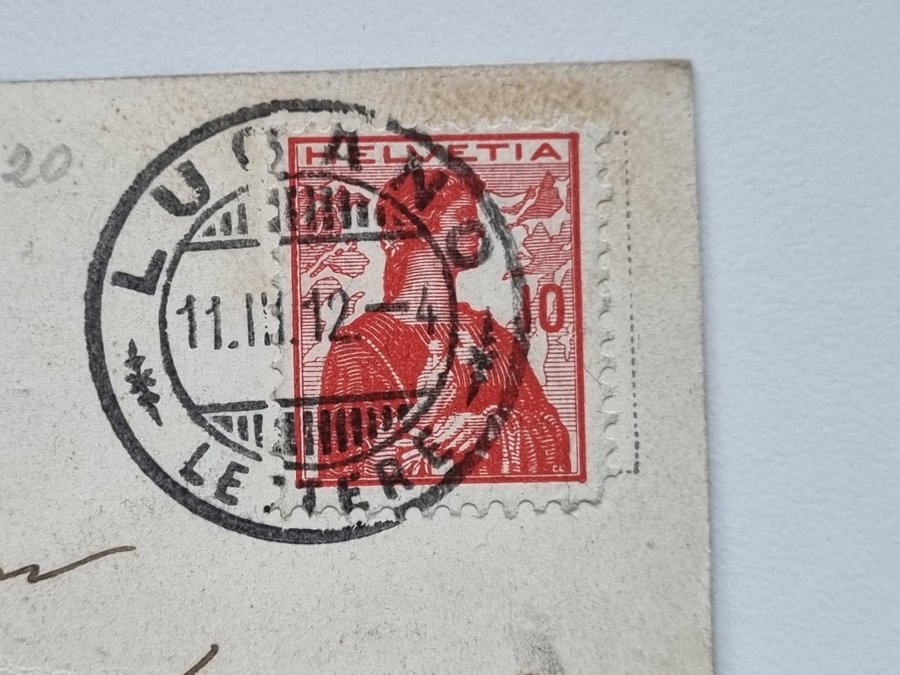 20
LUGANO
HELVETIA
10
11.III.12.-4
LETTERE